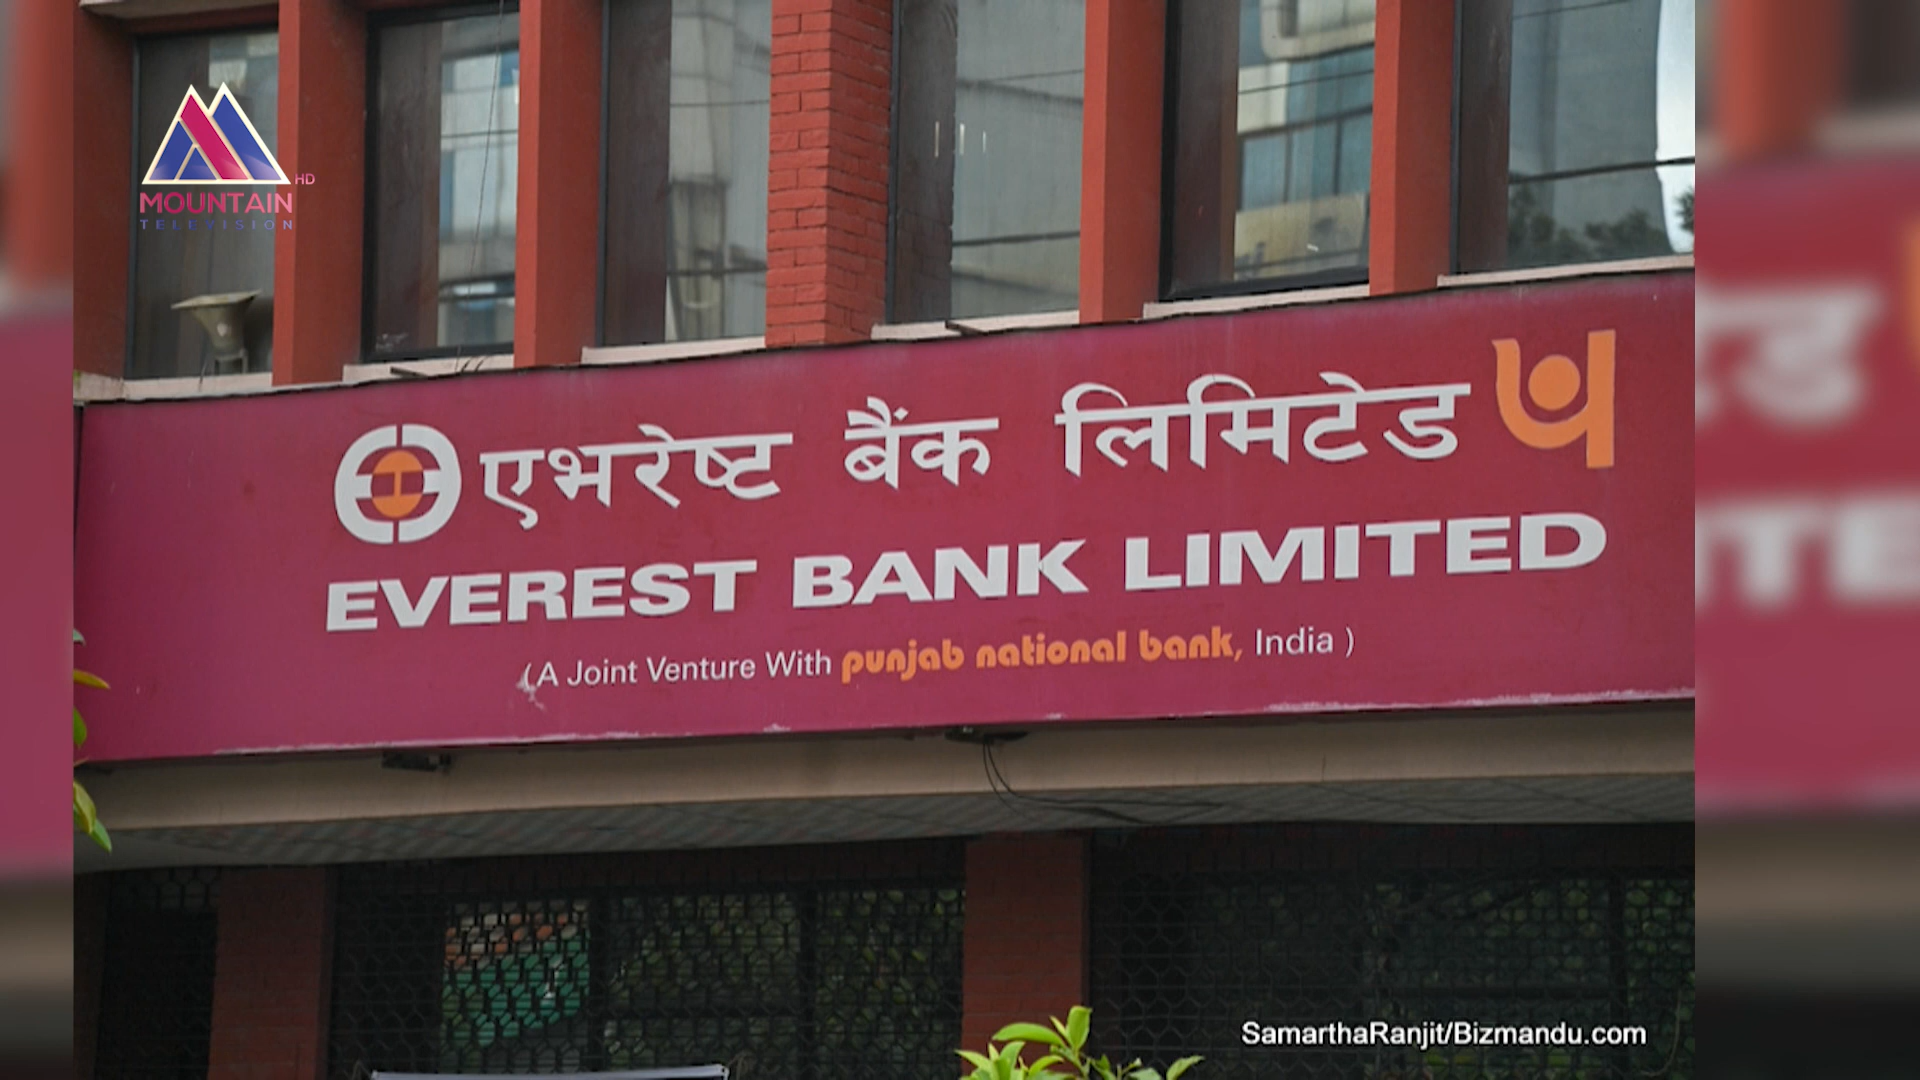 MOUNTAIN HD
TELEVISION
एभरेष्ट बैंक लिमिटेड
EVEREST BANK LIMITED
(A Joint Venture With punjab national bank, India )
SamarthaRanjit/Bizmandu.com